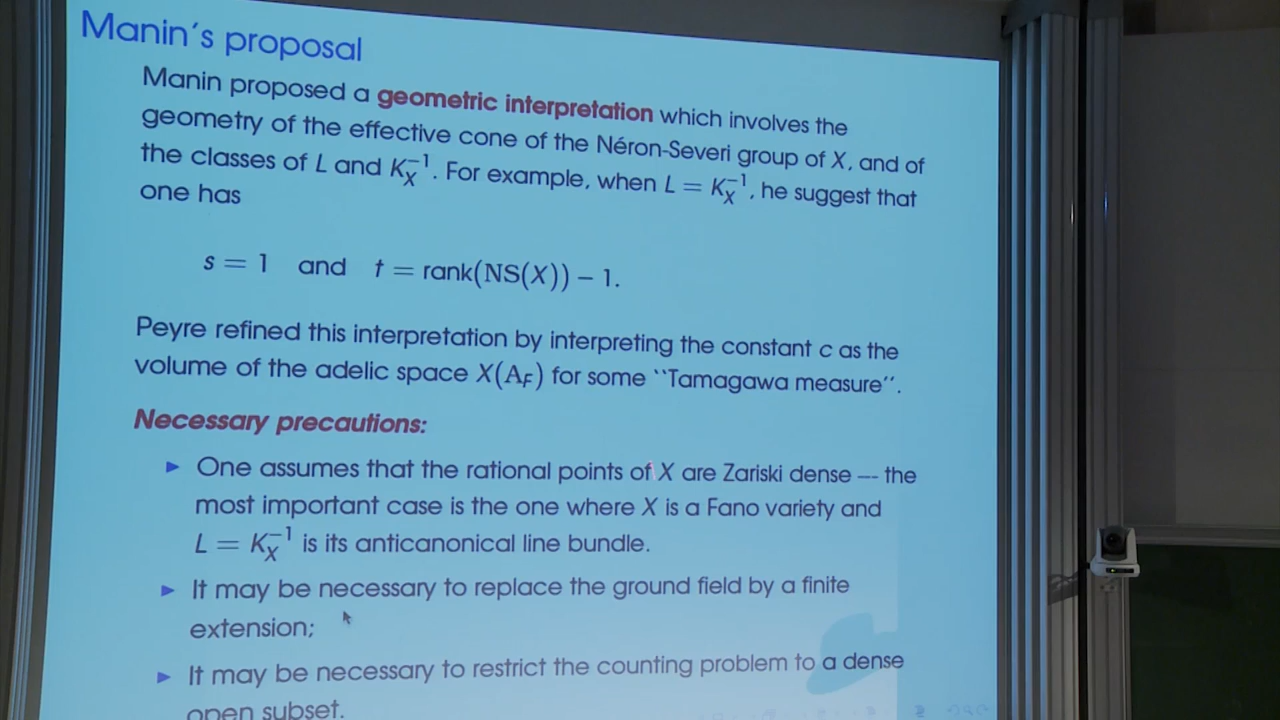 Manin's proposal
Manin proposed a geometric interpretation which involves the
geometry of the effective cone of the Néron-Severi group of X, and of
the classes of L and K_X^{-1}. For example, when L = K_X^{-1}, he suggest that
one has
s = 1 and t = rank(NS(X)) − 1.
Peyre refined this interpretation by interpreting the constant c as the
volume of the adelic space X(A_F) for some ``Tamagawa measure''.
Necessary precautions:
▶ One assumes that the rational points of X are Zariski dense –- the
most important case is the one where X is a Fano variety and
L = K_X^{-1} is its anticanonical line bundle.
▶ It may be necessary to replace the ground field by a finite
extension;
▶ It may be necessary to restrict the counting problem to a dense
open subset.